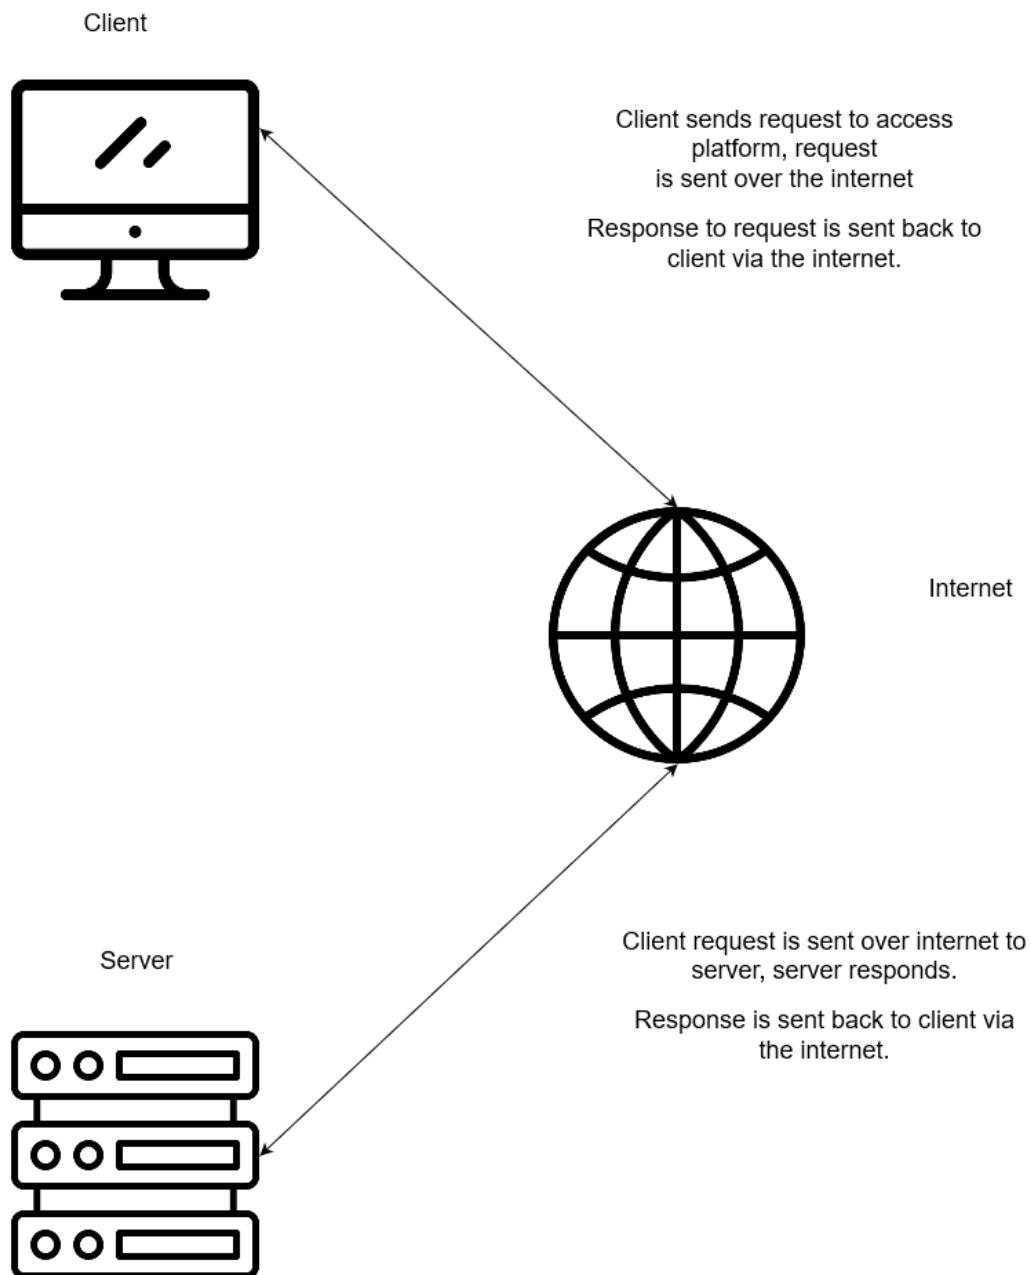 Client
Client sends request to access
platform, request
is sent over the internet
Response to request is sent back to
client via the internet.
Internet
Server
Client request is sent over internet to
server, server responds.
Response is sent back to client via
the internet.